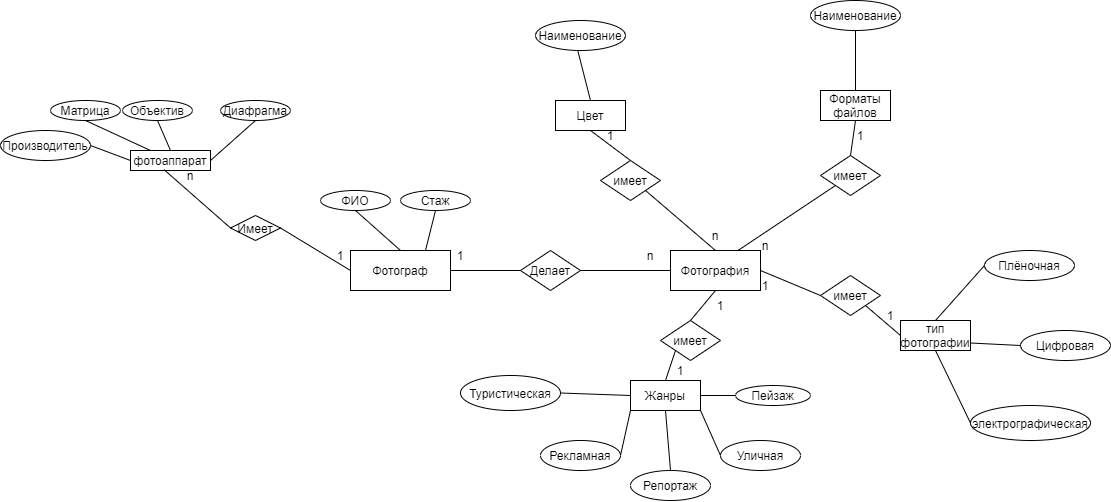 Наименование
Наименование
Матрица
Объектив
Диафрагма
Форматы
файлов
Цвет
1
1
Производитель
фотоаппарат
n
имеет
имеет
ФИО
Стаж
Имеет
n
n
1
Фотограф
1
Делает
n
Фотография
1
Плёночная
имеет
1
1
тип
фотографии
имеет
Цифровая
1
Туристическая
Жанры
Пейзаж
электрографическая
Рекламная
Уличная
Репортаж